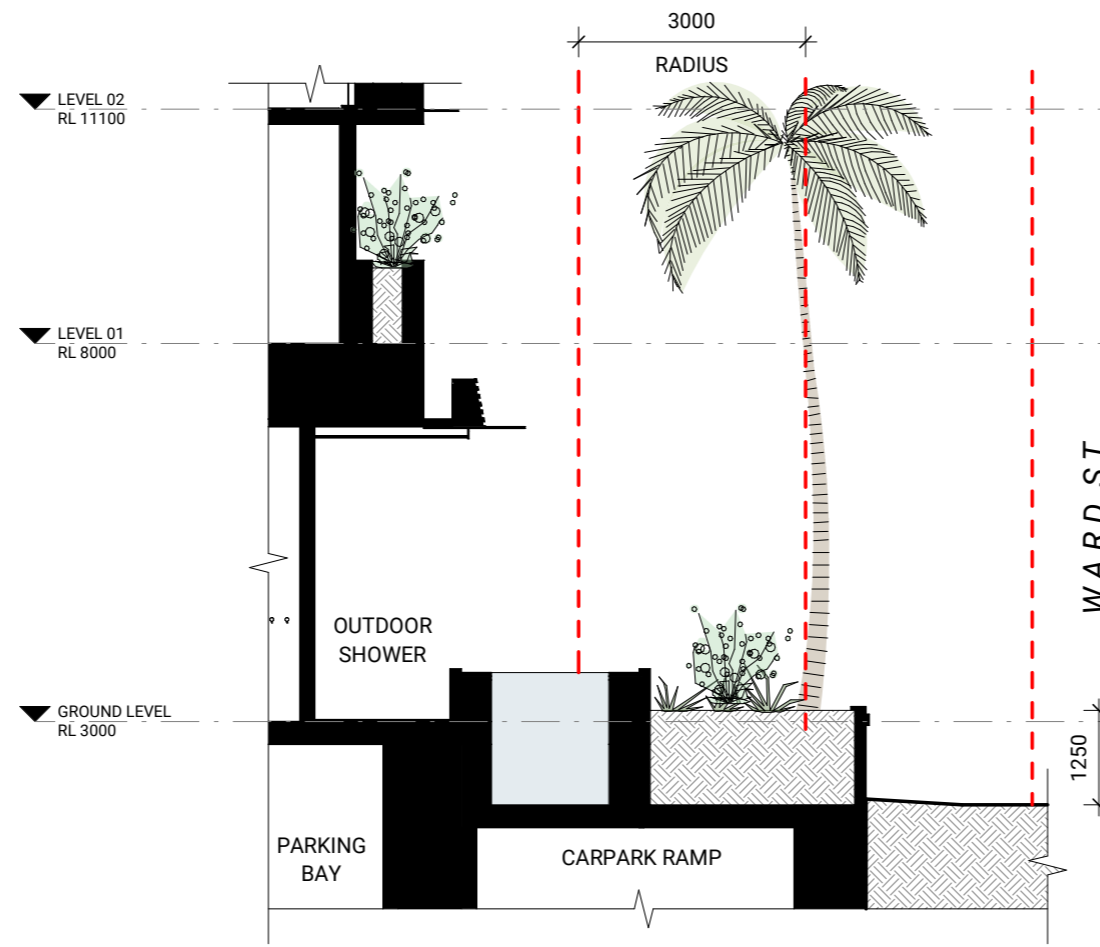 3000
RADIUS
LEVEL 02
RL 11100
LEVEL 01
RL 8000
WARD ST
OUTDOOR
SHOWER
GROUND LEVEL
RL 3000
1250
PARKING
BAY
CARPARK RAMP